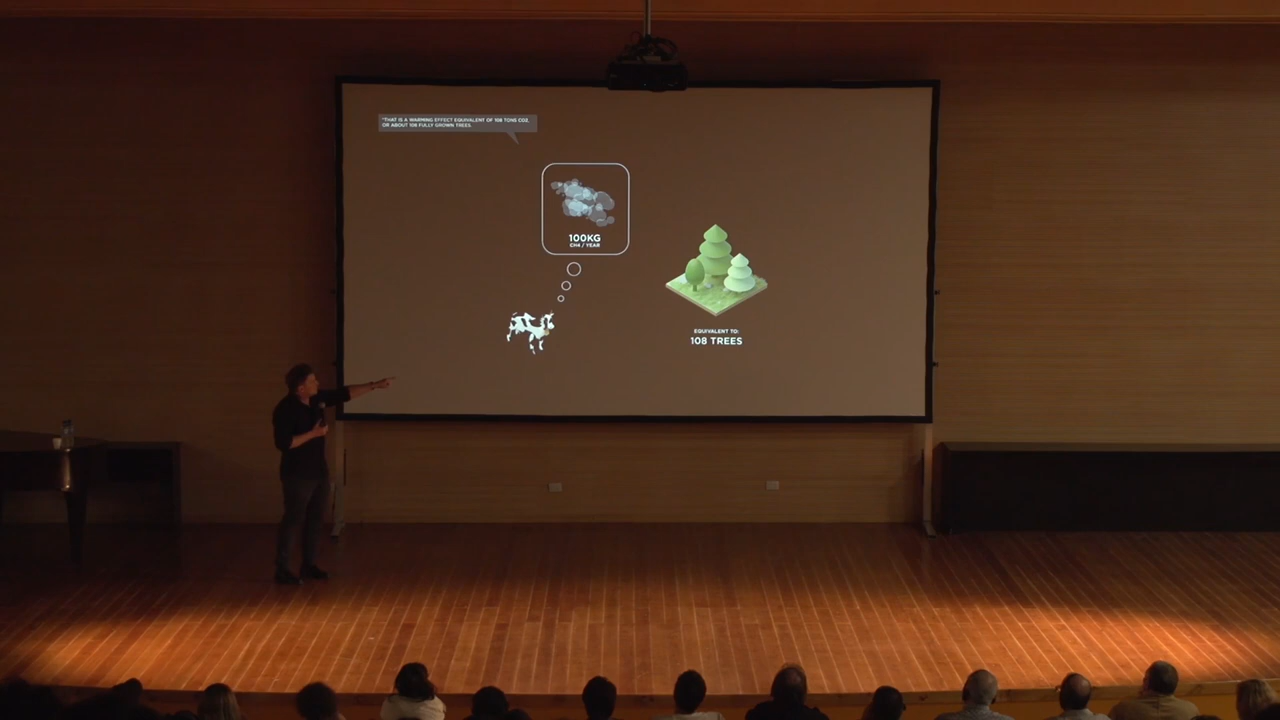 "THAT IS A WARMING EFFECT EQUIVALENT OF 108 TONS CO2,
OR ABOUT 108 FULLY GROWN TREES.
100KG
CH4 / YEAR
EQUIVALENT TO:
108 TREES